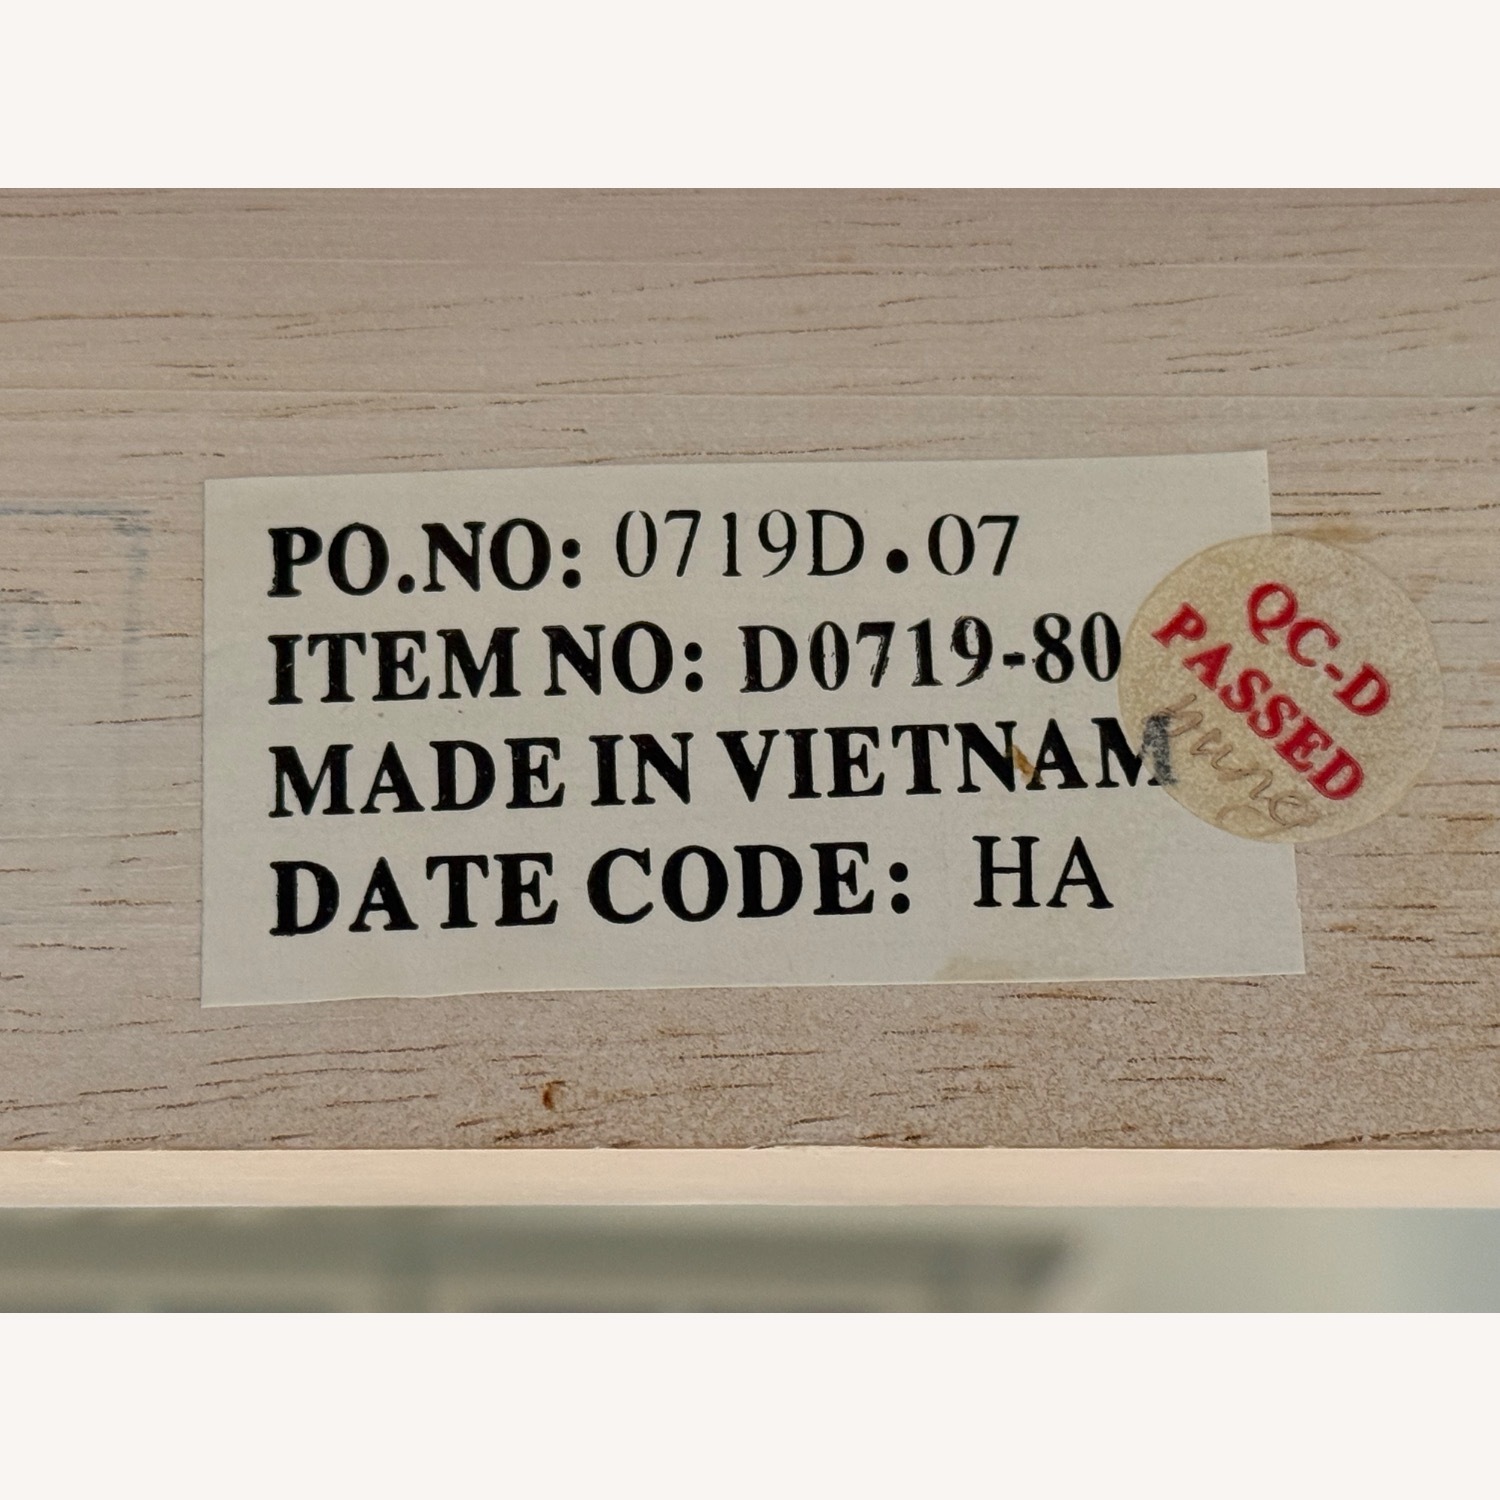 PO.NO: 0719D.07
ITEM NO: D0719-80
MADE IN VIETNAM
DATE CODE: HA
QC-D
PASSED